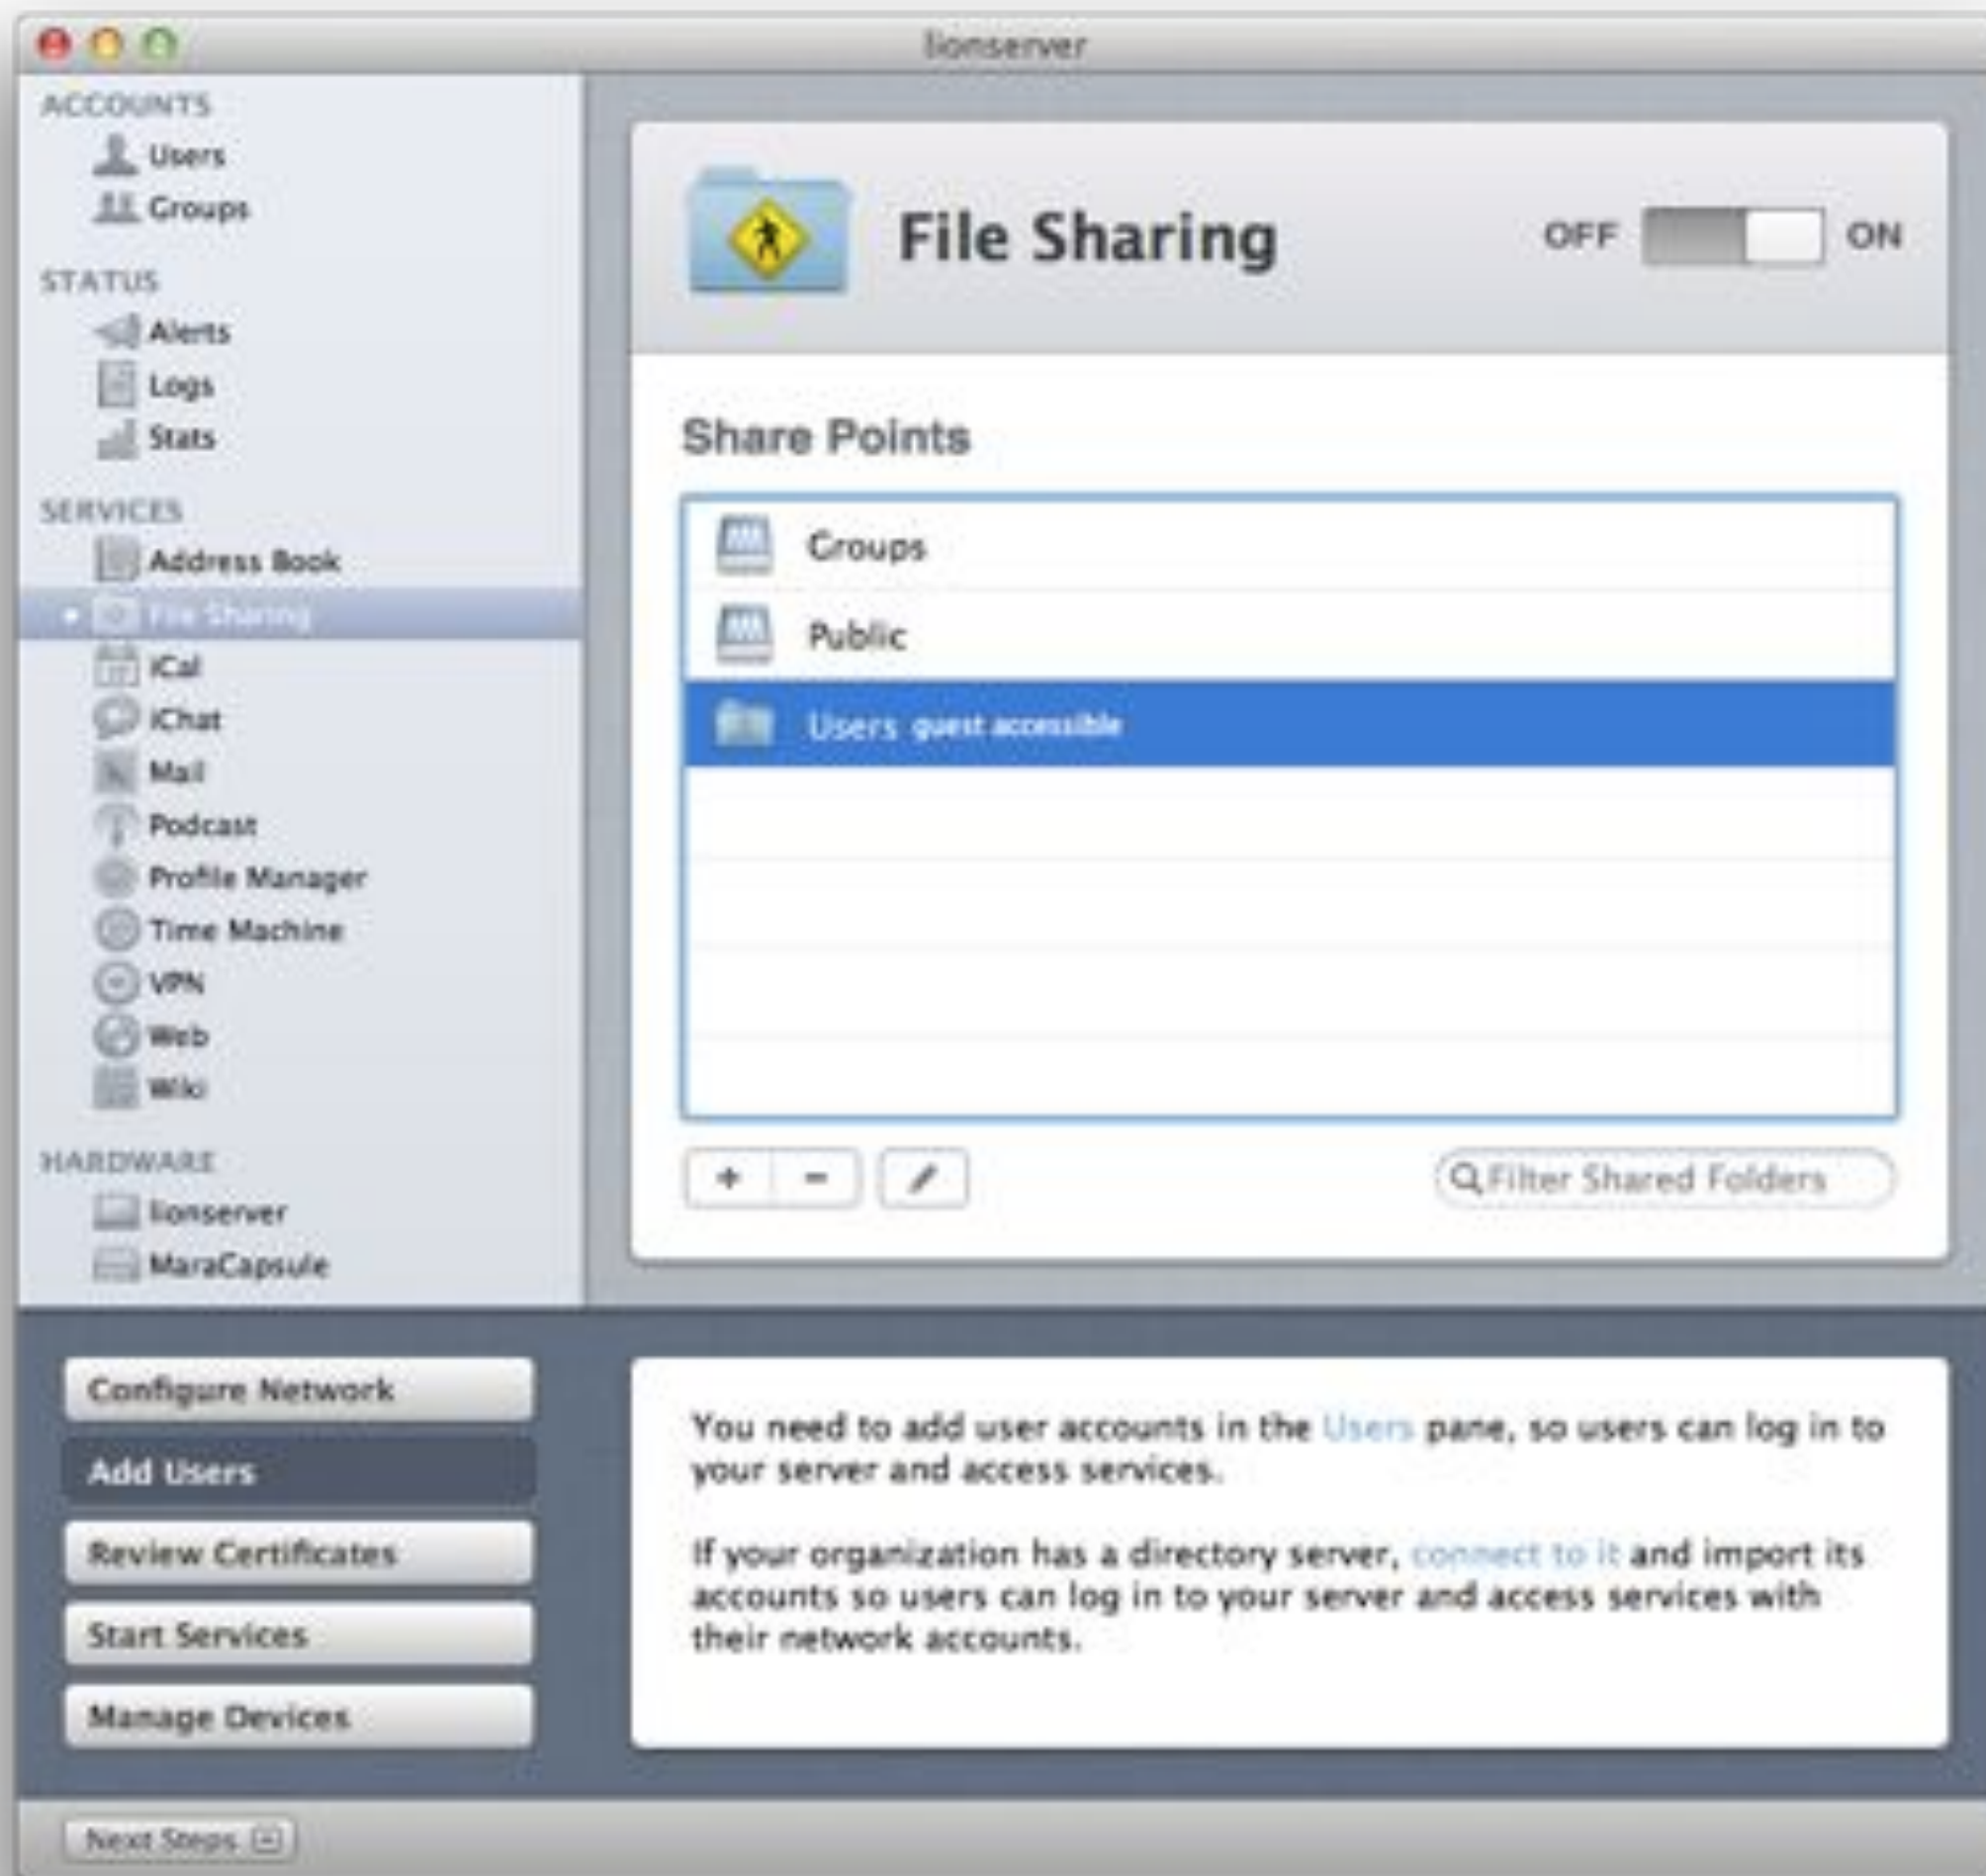 lionserver
ACCOUNTS
Users
Groups
STATUS
Alerts
Logs
Stats
SERVICES
Address Book
File Sharing
iCal
iChat
Mail
Podcast
Profile Manager
Time Machine
VPN
Web
Wiki
HARDWARE
lionserver
MaraCapsule
File Sharing
OFF ON
Share Points
Groups
Public
Users guest accessible
Filter Shared Folders
Configure Network
Add Users
Review Certificates
Start Services
Manage Devices
You need to add user accounts in the Users pane, so users can log in to
your server and access services.
If your organization has a directory server, connect to it and import its
accounts so users can log in to your server and access services with
their network accounts.
Next Steps